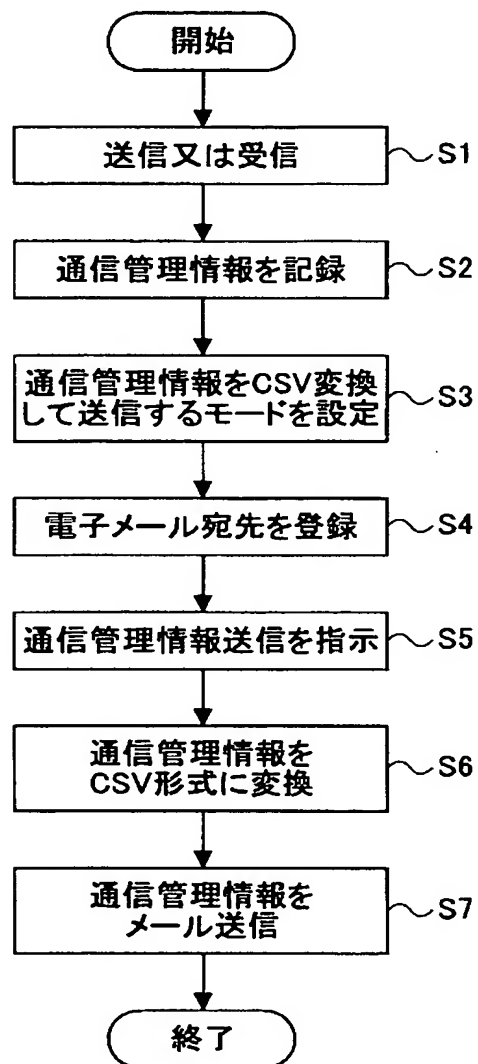 開始
送信又は受信
S1
通信管理情報を記録
S2
通信管理情報をCSV変換
して送信するモードを設定
S3
電子メール宛先を登録
S4
通信管理情報送信を指示
S5
通信管理情報を
CSV形式に変換
S6
通信管理情報を
メール送信
S7
終了